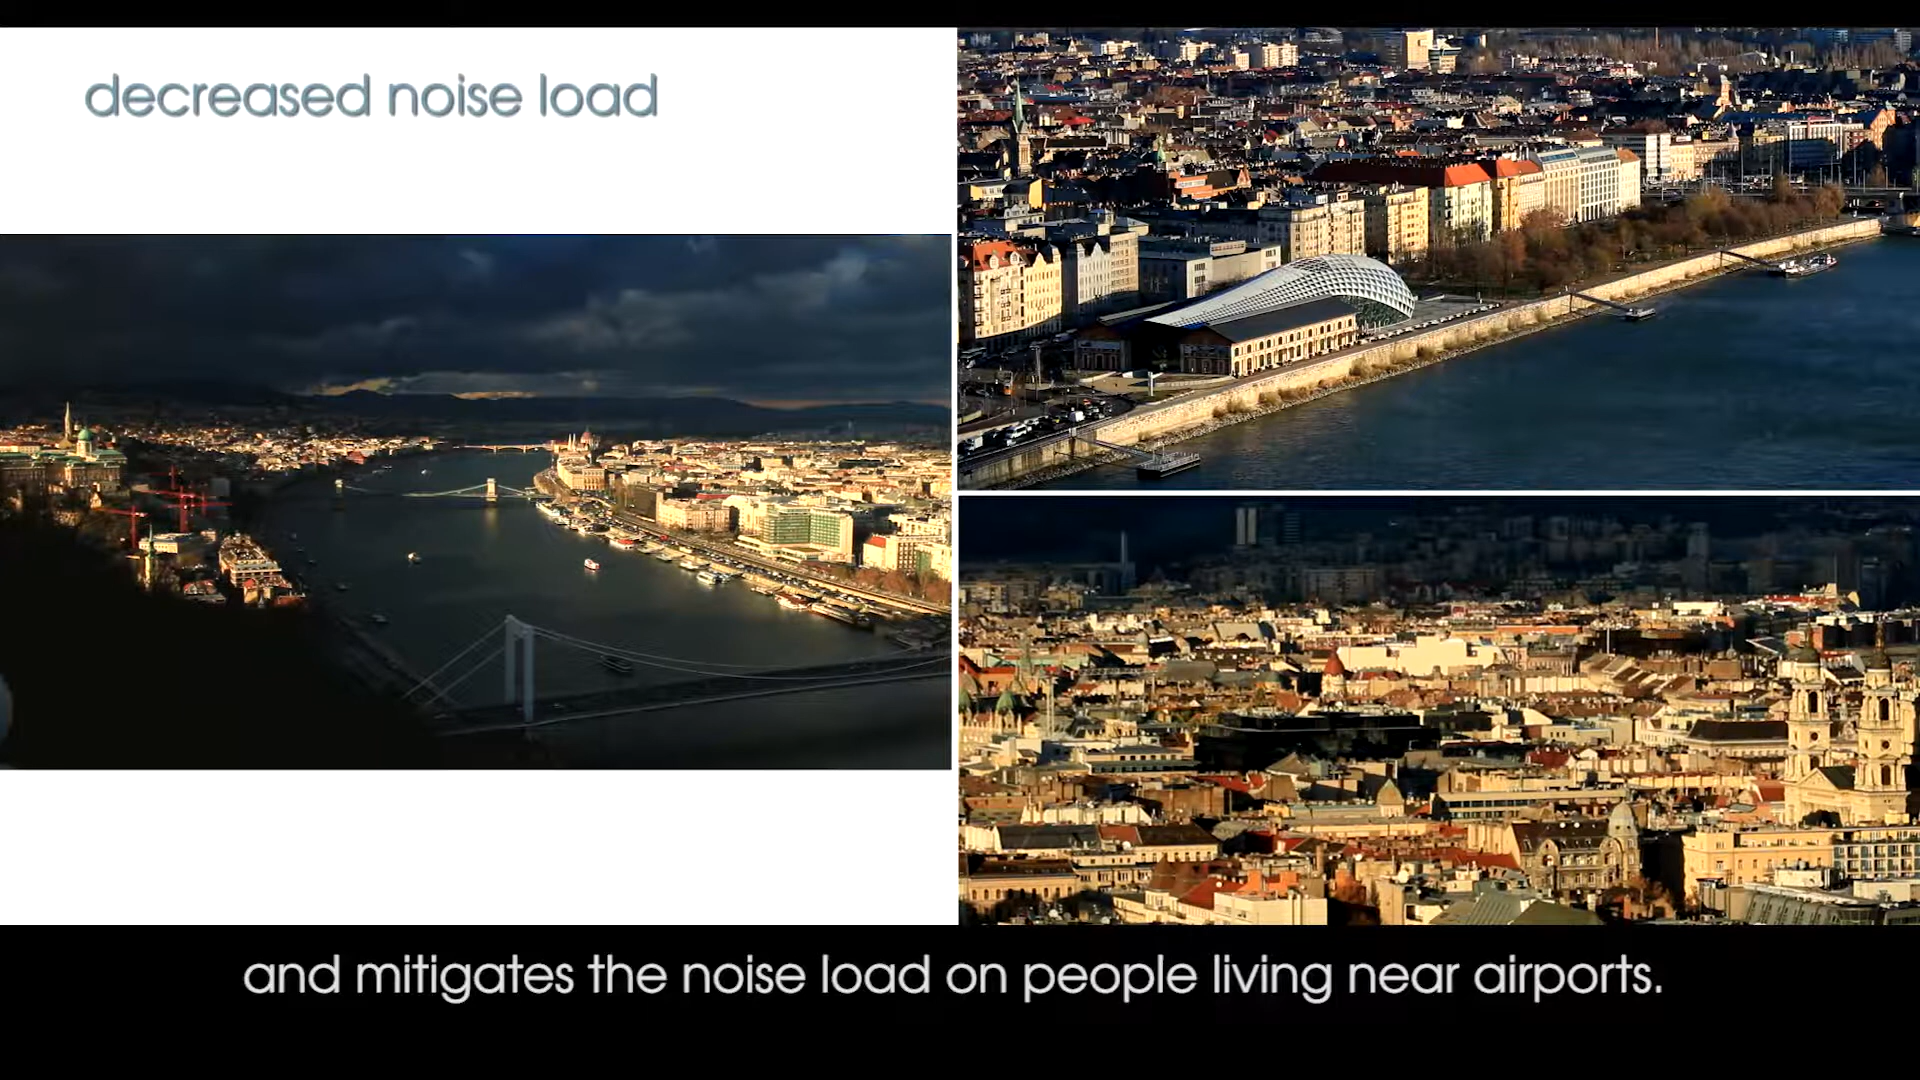 decreased noise load
and mitigates the noise load on people living near airports.